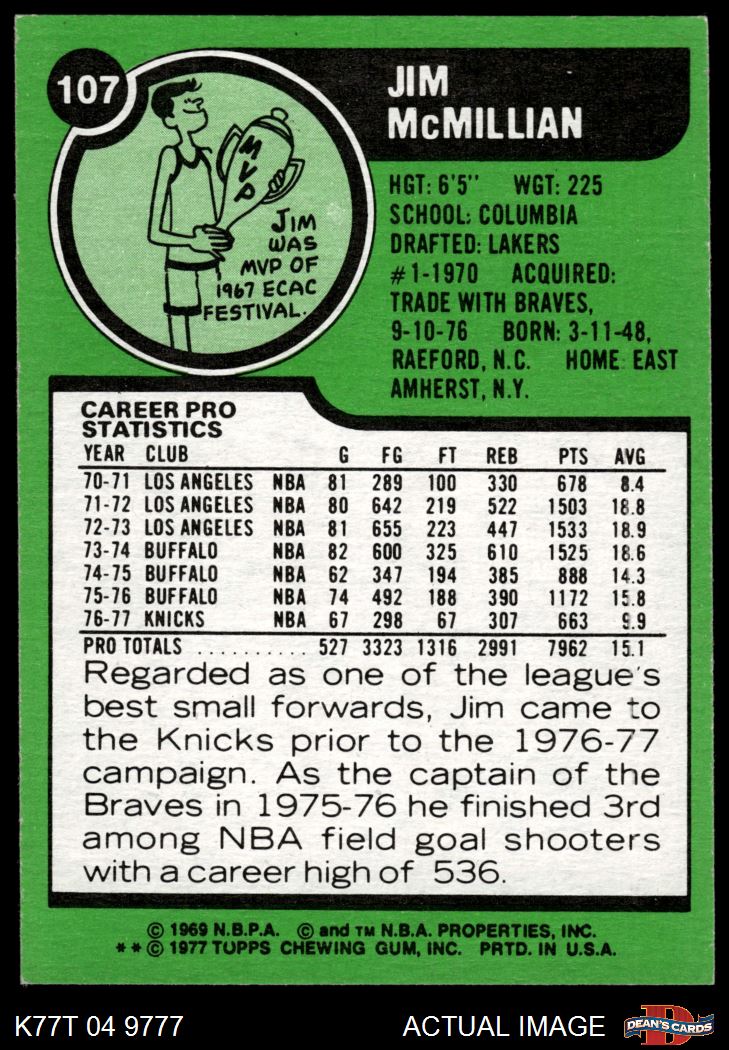 107
JIM
McMILLIAN
MVP
JIM
WAS
MVP OF
1967 ECAC
FESTIVAL.
HGT: 6'5" WGT: 225
SCHOOL: COLUMBIA
DRAFTED: LAKERS
#1-1970 ACQUIRED:
TRADE WITH BRAVES,
9-10-76 BORN: 3-11-48,
RAEFORD, N.C. HOME: EAST
AMHERST, N.Y.
CAREER PRO
STATISTICS
YEAR CLUB G FG FT REB PTS AVG
70-71 LOS ANGELES NBA 81 289 100 330 678 8.4
71-72 LOS ANGELES NBA 80 642 219 522 1503 18.8
72-73 LOS ANGELES NBA 81 655 223 447 1533 18.9
73-74 BUFFALO NBA 82 600 325 610 1525 18.6
74-75 BUFFALO NBA 62 347 194 385 888 14.3
75-76 BUFFALO NBA 74 492 188 390 1172 15.8
76-77 KNICKS NBA 67 298 67 307 663 9.9
PRO TOTALS .......... 527 3323 1316 2991 7962 15.1
Regarded as one of the league's
best small forwards, Jim came to
the Knicks prior to the 1976-77
campaign. As the captain of the
Braves in 1975-76 he finished 3rd
among NBA field goal shooters
with a career high of .536.
© 1969 N.B.P.A. © and TM N.B.A. PROPERTIES, INC.
**© 1977 TOPPS CHEWING GUM, INC. PRTD. IN U.S.A.
K77T 04 9777 ACTUAL IMAGE D DEAN'S CARDS